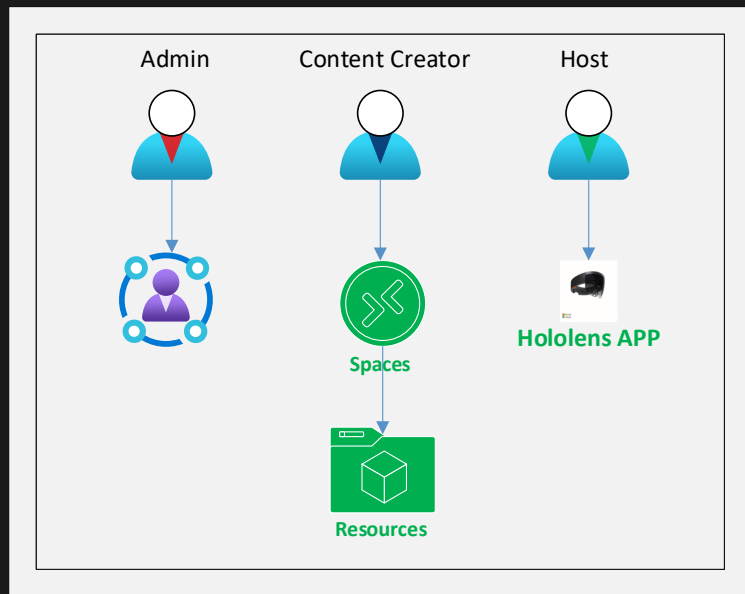 Admin
Content Creator
Host
Hololens APP
Spaces
Resources